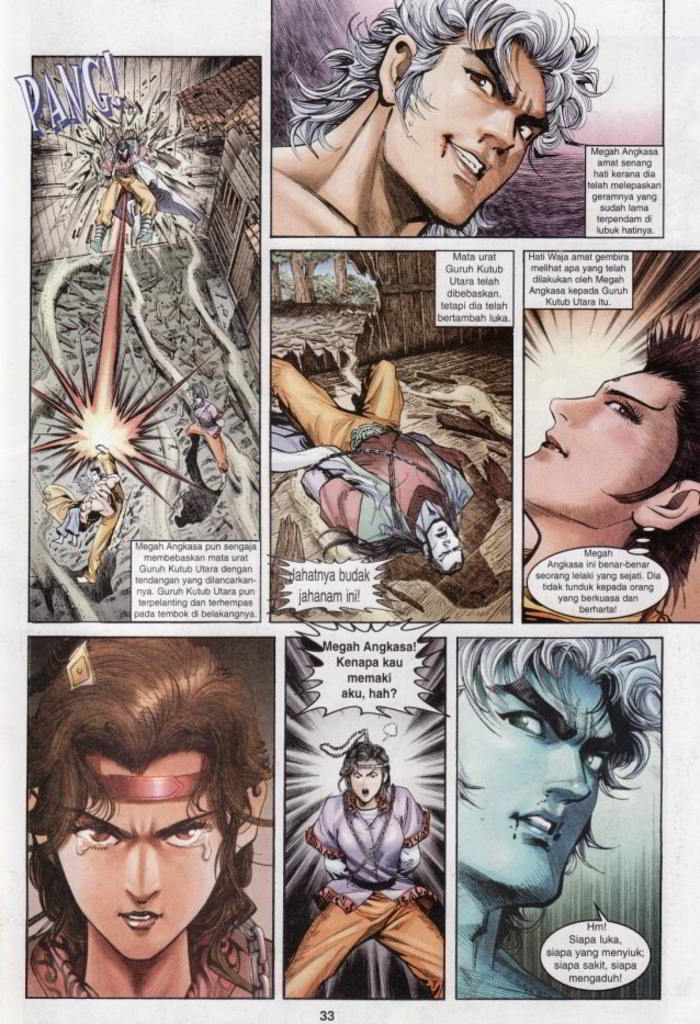 PANG!
Megah Angkasa pun sengaja
membebaskan mata urat
Guruh Kutub Utara dengan
tendangan yang dilancarkan-
nya. Guruh Kutub Utara pun
terpelanting dan terhempas
pada tembok di belakangnya.
Megah Angkasa
amat senang
hati kerana dia
telah melepaskan
geramnya yang
sudah lama
terpendam di
lubuk hatinya.
Mata urat
Guruh Kutub
Utara telah
dibebaskan.
tetapi dia telah
bertambah luka.
Jahatnya budak
jahanam ini!
Hati Waja amat gembira
melihat apa yang telah
dilakukan oleh Megah
Angkasa kepada Guruh
Kutub Utara itu.
Megah
Angkasa ini benar-benar
seorang lelaki yang sejati. Dia
tidak tunduk kepada orang
yang berkuasa dan
berharta!
Megah Angkasa!
Kenapa kau
memaki
aku, hah?
Hm!
Siapa luka,
siapa yang menyiuk;
siapa sakit, siapa
mengaduh!
33